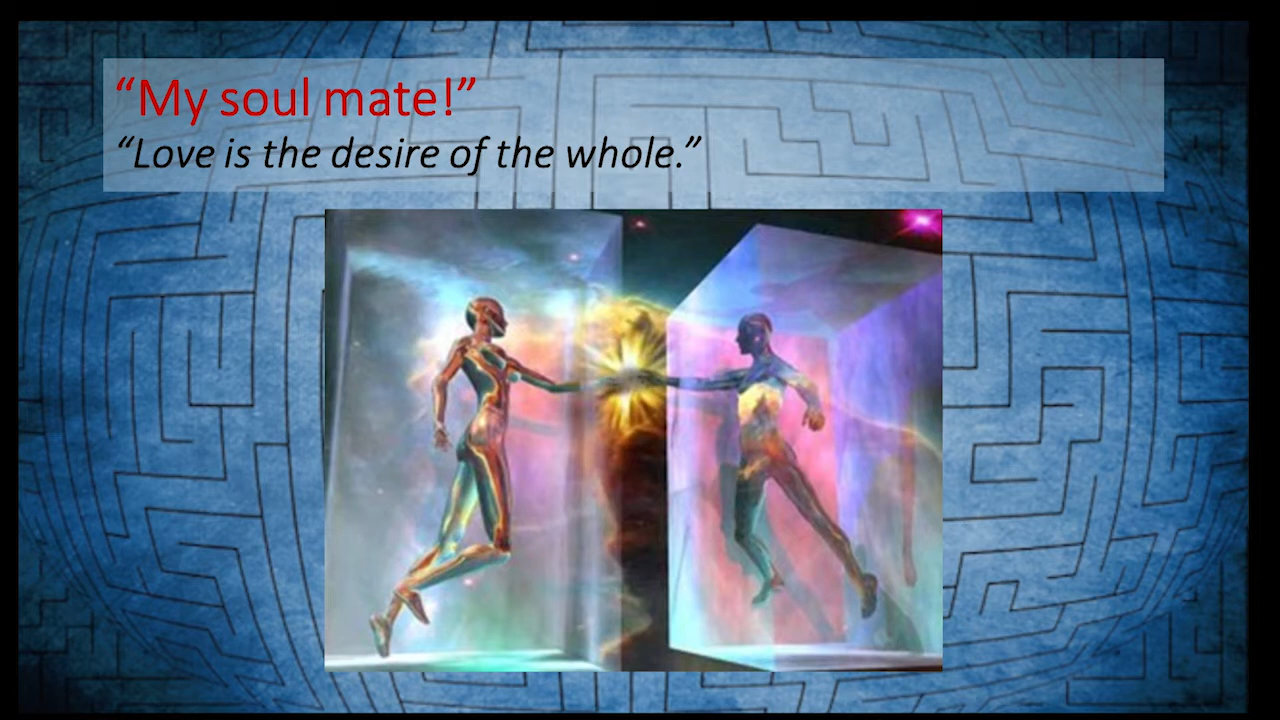 “My soul mate!”
“Love is the desire of the whole.”